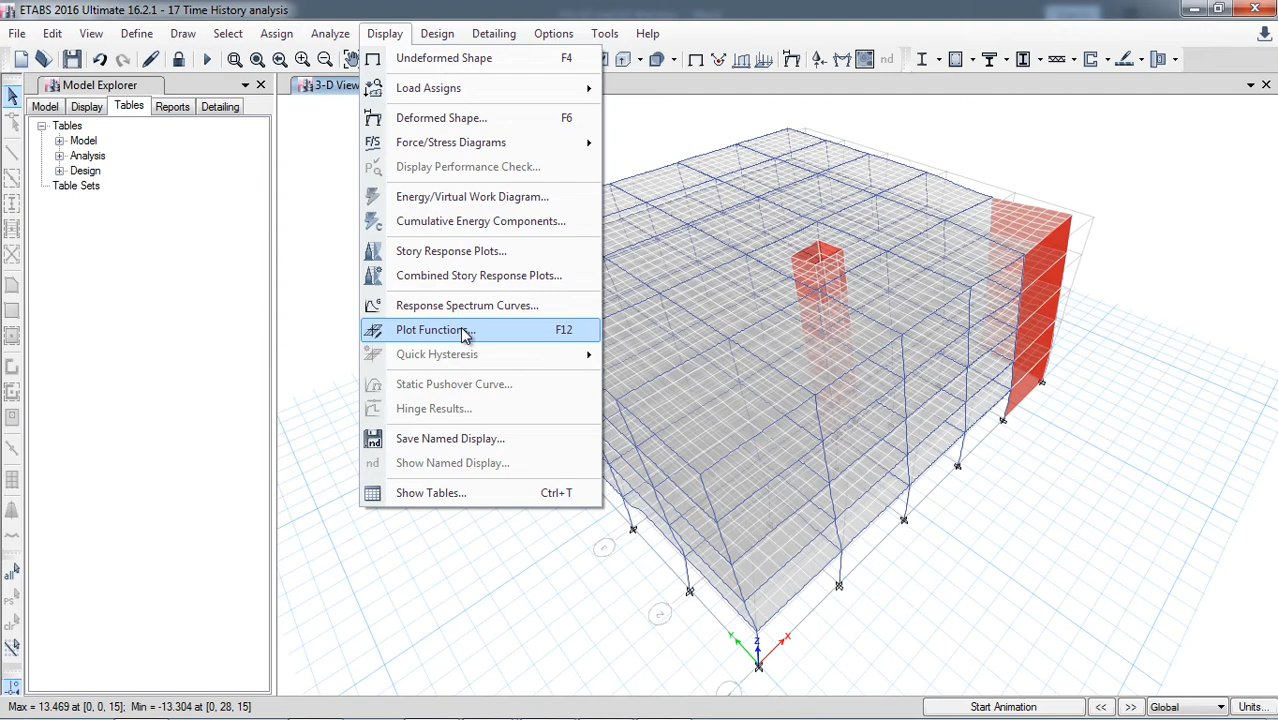 ETABS 2016 Ultimate 16.2.1 - 17 Time History analysis
File Edit View Define Draw Select Assign Analyze Display Design Detailing Options Tools Help
nd
Model Explorer
3-D View
Model Display Tables Reports Detailing
Tables
Model
Analysis
Design
Table Sets
Undeformed Shape F4
Load Assigns
Deformed Shape... F6
Force/Stress Diagrams
Display Performance Check...
Energy/Virtual Work Diagram...
Cumulative Energy Components...
Story Response Plots...
Combined Story Response Plots...
Response Spectrum Curves...
Plot Functions... F12
Quick Hysteresis
Static Pushover Curve...
Hinge Results...
Save Named Display...
nd Show Named Display...
Show Tables... Ctrl+T
all
ps
clr
Z
Y
X
Max = 13.469 at [0, 0, 15]; Min = -13.304 at [0, 28, 15]
Start Animation << >> Global Units...